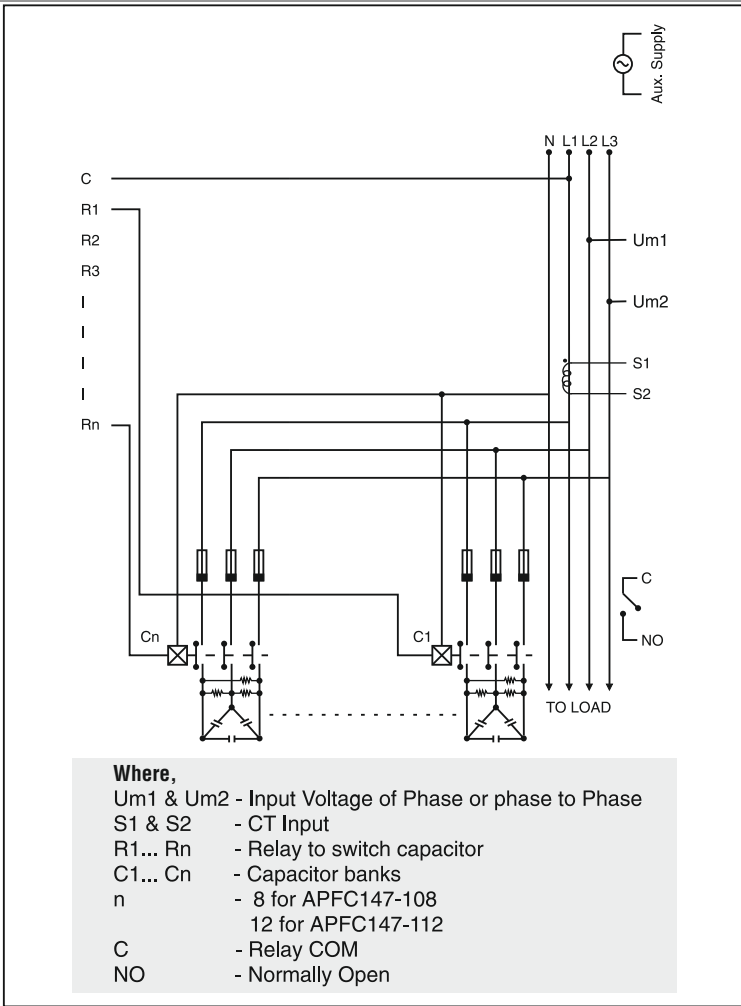 Aux. Supply
N L1 L2 L3
C
R1
R2
R3
I
I
I
I
Rn
Um1
Um2
S1
S2
C
NO
Cn
C1
TO LOAD
Where,
Um1 & Um2 - Input Voltage of Phase or phase to Phase
S1 & S2 - CT Input
R1... Rn - Relay to switch capacitor
C1... Cn - Capacitor banks
n - 8 for APFC147-108
12 for APFC147-112
C - Relay COM
NO - Normally Open